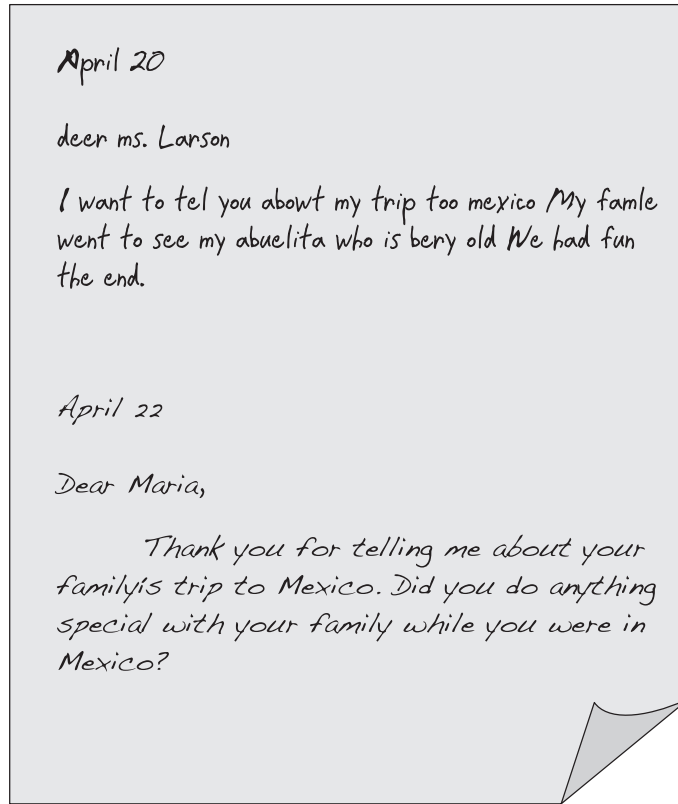 April 20
deer ms. Larson
I want to tel you abowt my trip too mexico My famle
went to see my abuelita who is bery old We had fun
the end.
April 22
Dear Maria,
Thank you for telling me about your
familyís trip to Mexico. Did you do anything
special with your family while you were in
Mexico?